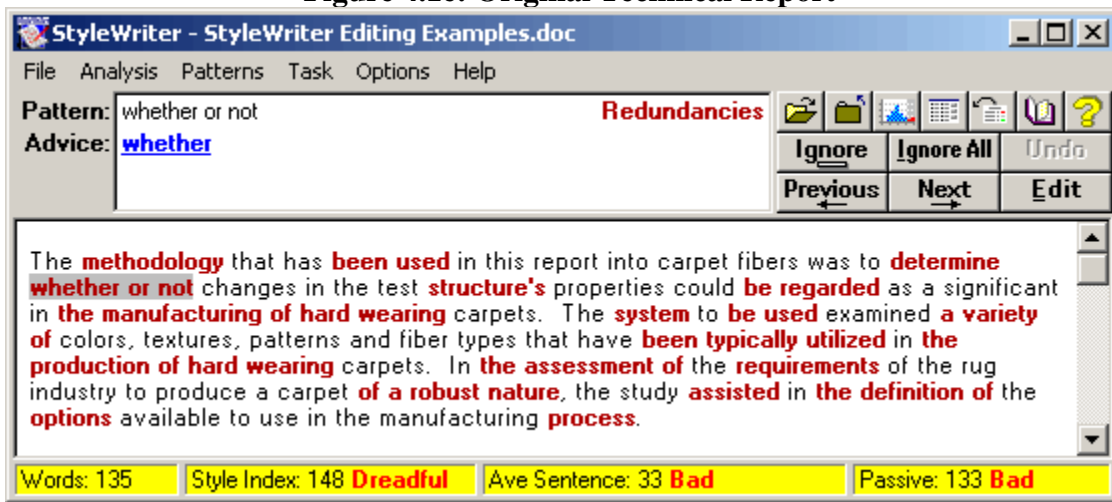 StyleWriter - StyleWriter Editing Examples.doc
File Analysis Patterns Task Options Help
Pattern: whether or not Redundancies
Advice: whether
Ignore Ignore All Undo
Previous Next Edit
The methodology that has been used in this report into carpet fibers was to determine
whether or not changes in the test structure's properties could be regarded as a significant
in the manufacturing of hard wearing carpets. The system to be used examined a variety
of colors, textures, patterns and fiber types that have been typically utilized in the
production of hard wearing carpets. In the assessment of the requirements of the rug
industry to produce a carpet of a robust nature, the study assisted in the definition of the
options available to use in the manufacturing process.
Words: 135 Style Index: 148 Dreadful Ave Sentence: 33 Bad Passive: 133 Bad